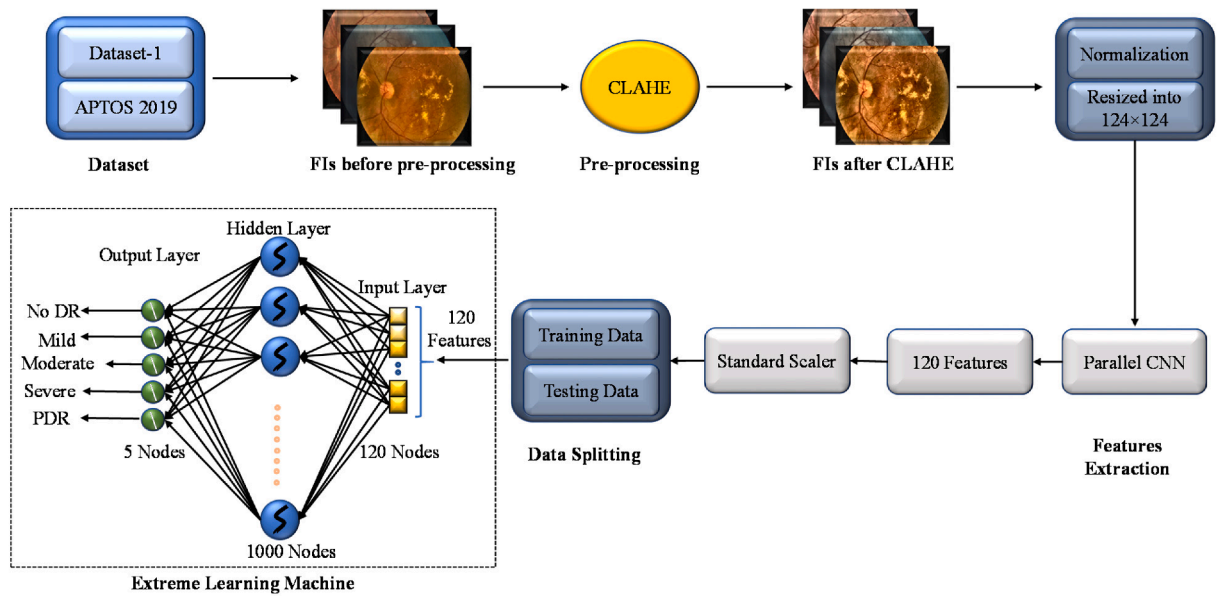 Dataset-1
APTOS 2019
Dataset
FIs before pre-processing
CLAHE
Pre-processing
FIs after CLAHE
Normalization
Resized into
124×124
Parallel CNN
Features
Extraction
120 Features
Standard Scaler
Training Data
Testing Data
Data Splitting
120
Features
Input Layer
120 Nodes
Hidden Layer
1000 Nodes
Output Layer
No DR
Mild
Moderate
Severe
PDR
5 Nodes
Extreme Learning Machine